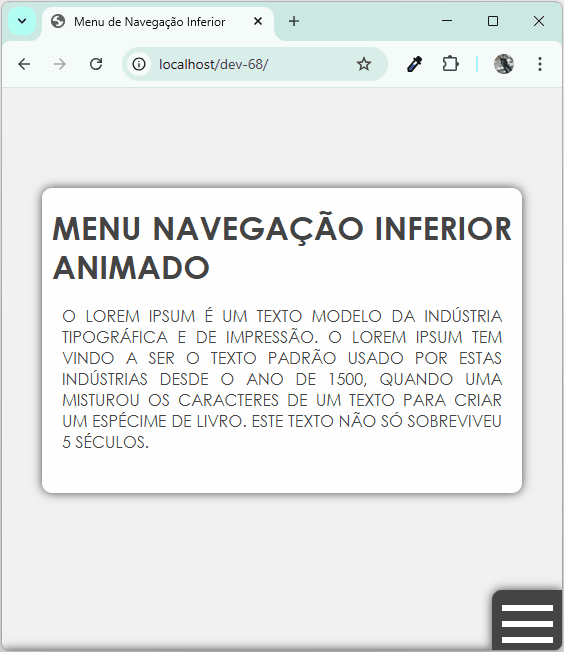 Menu de Navegação Inferior
localhost/dev-68/
MENU NAVEGAÇÃO INFERIOR
ANIMADO
O LOREM IPSUM É UM TEXTO MODELO DA INDÚSTRIA
TIPOGRÁFICA E DE IMPRESSÃO. O LOREM IPSUM TEM
VINDO A SER O TEXTO PADRÃO USADO POR ESTAS
INDÚSTRIAS DESDE O ANO DE 1500, QUANDO UMA
MISTUROU OS CARACTERES DE UM TEXTO PARA CRIAR
UM ESPÉCIME DE LIVRO. ESTE TEXTO NÃO SÓ SOBREVIVEU
5 SÉCULOS.